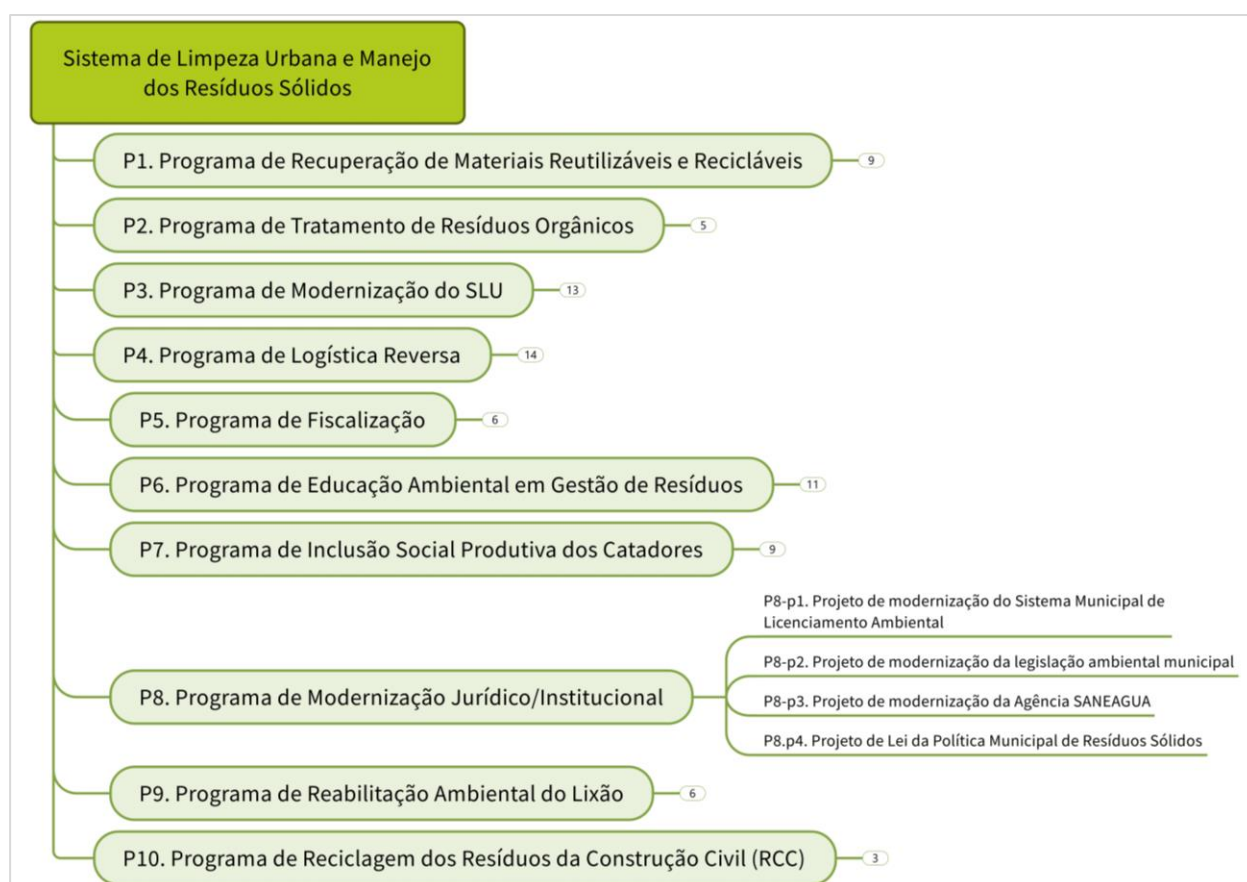 Sistema de Limpeza Urbana e Manejo
dos Resíduos Sólidos
P1. Programa de Recuperação de Materiais Reutilizáveis e Recicláveis
9
P2. Programa de Tratamento de Resíduos Orgânicos
5
P3. Programa de Modernização do SLU
13
P4. Programa de Logística Reversa
14
P5. Programa de Fiscalização
6
P6. Programa de Educação Ambiental em Gestão de Resíduos
11
P7. Programa de Inclusão Social Produtiva dos Catadores
9
P8. Programa de Modernização Jurídico/Institucional
P8-p1. Projeto de modernização do Sistema Municipal de
Licenciamento Ambiental
P8-p2. Projeto de modernização da legislação ambiental municipal
P8-p3. Projeto de modernização da Agência SANEAGUA
P8.p4. Projeto de Lei da Política Municipal de Resíduos Sólidos
P9. Programa de Reabilitação Ambiental do Lixão
6
P10. Programa de Reciclagem dos Resíduos da Construção Civil (RCC)
3